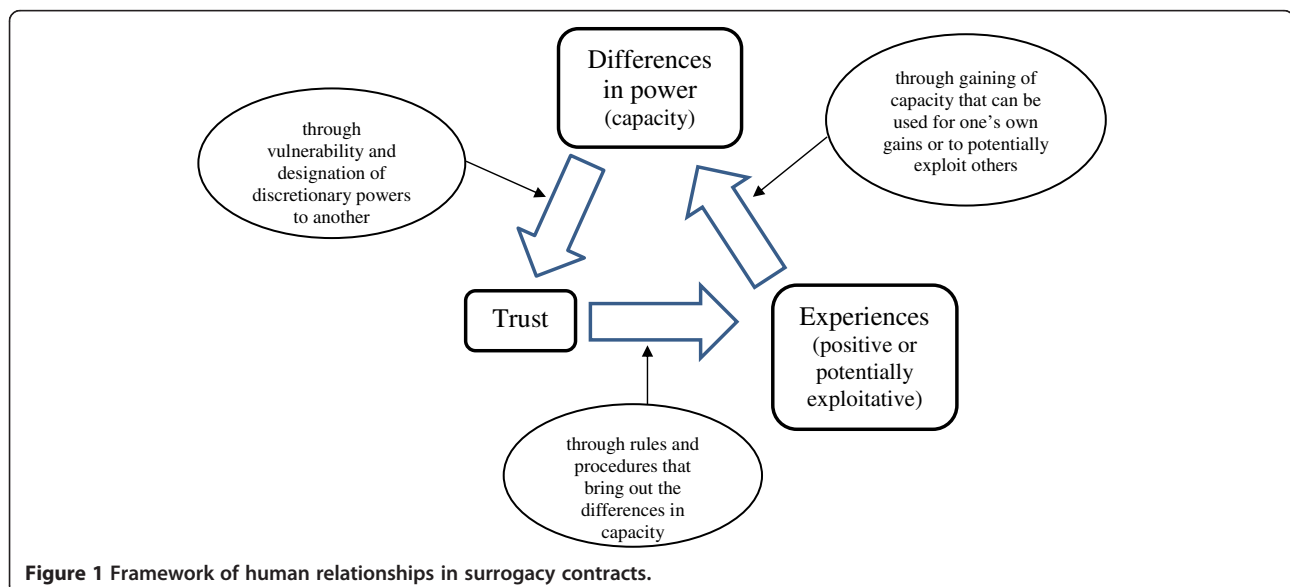 Differences
in power
(capacity)
through
vulnerability and
designation of
discretionary powers
to another
through gaining of
capacity that can be
used for one’s own
gains or to potentially
exploit others
Trust
Experiences
(positive or
potentially
exploitative)
through rules and
procedures that
bring out the
differences in
capacity
Figure 1 Framework of human relationships in surrogacy contracts.